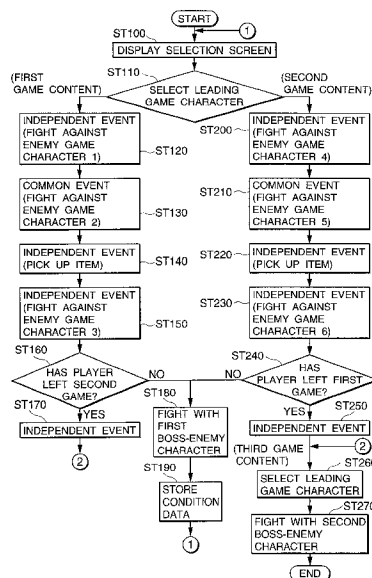 START
ST100
1
DISPLAY SELECTION SCREEN
(FIRST
GAME CONTENT)
ST110
SELECT LEADING
GAME CHARACTER
(SECOND
GAME CONTENT)
INDEPENDENT EVENT
(FIGHT AGAINST
ENEMY GAME
CHARACTER 1)
ST120
COMMON EVENT
(FIGHT AGAINST
ENEMY GAME
CHARACTER 2)
ST130
INDEPENDENT EVENT
(PICK UP ITEM)
ST140
INDEPENDENT EVENT
(FIGHT AGAINST
ENEMY GAME
CHARACTER 3)
ST150
ST160
HAS PLAYER
LEFT SECOND
GAME?
NO
YES
ST170
INDEPENDENT EVENT
2
ST180
FIGHT WITH
FIRST
BOSS-ENEMY
CHARACTER
ST190
STORE
CONDITION
DATA
1
ST200
INDEPENDENT EVENT
(FIGHT AGAINST
ENEMY GAME
CHARACTER 4)
ST210
COMMON EVENT
(FIGHT AGAINST
ENEMY GAME
CHARACTER 5)
ST220
INDEPENDENT EVENT
(PICK UP ITEM)
ST230
INDEPENDENT EVENT
(FIGHT AGAINST
ENEMY GAME
CHARACTER 6)
ST240
HAS
PLAYER LEFT FIRST
GAME?
NO
YES
ST250
INDEPENDENT EVENT
2
(THIRD GAME
CONTENT)
ST260
SELECT LEADING
GAME CHARACTER
ST270
FIGHT WITH SECOND
BOSS-ENEMY
CHARACTER
END